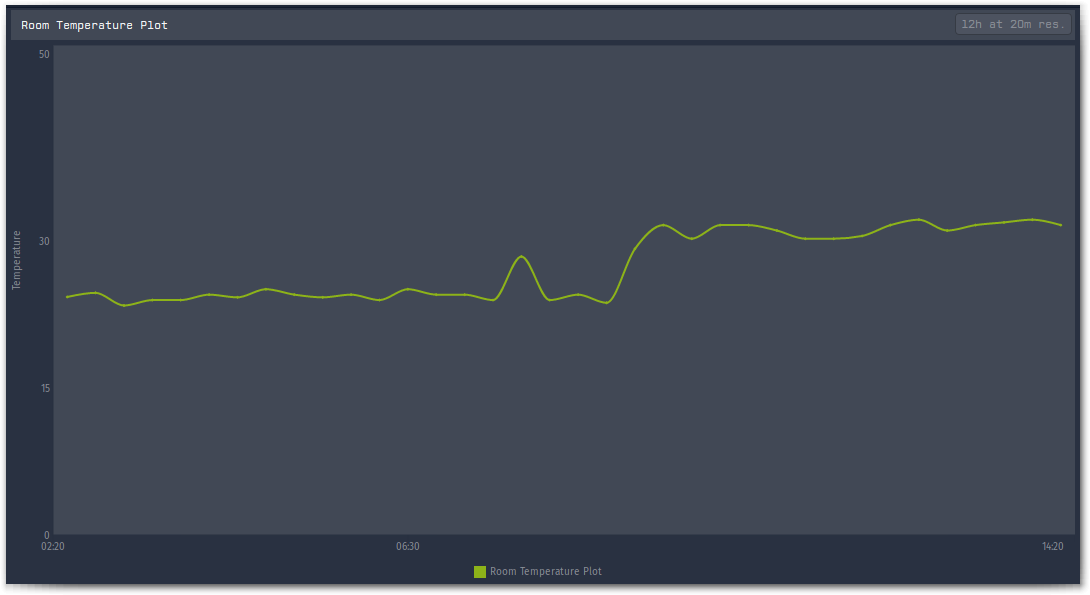 Room Temperature Plot
12h at 20m res.
50
Temperature
30
15
0
02:20
06:30
14:20
Room Temperature Plot